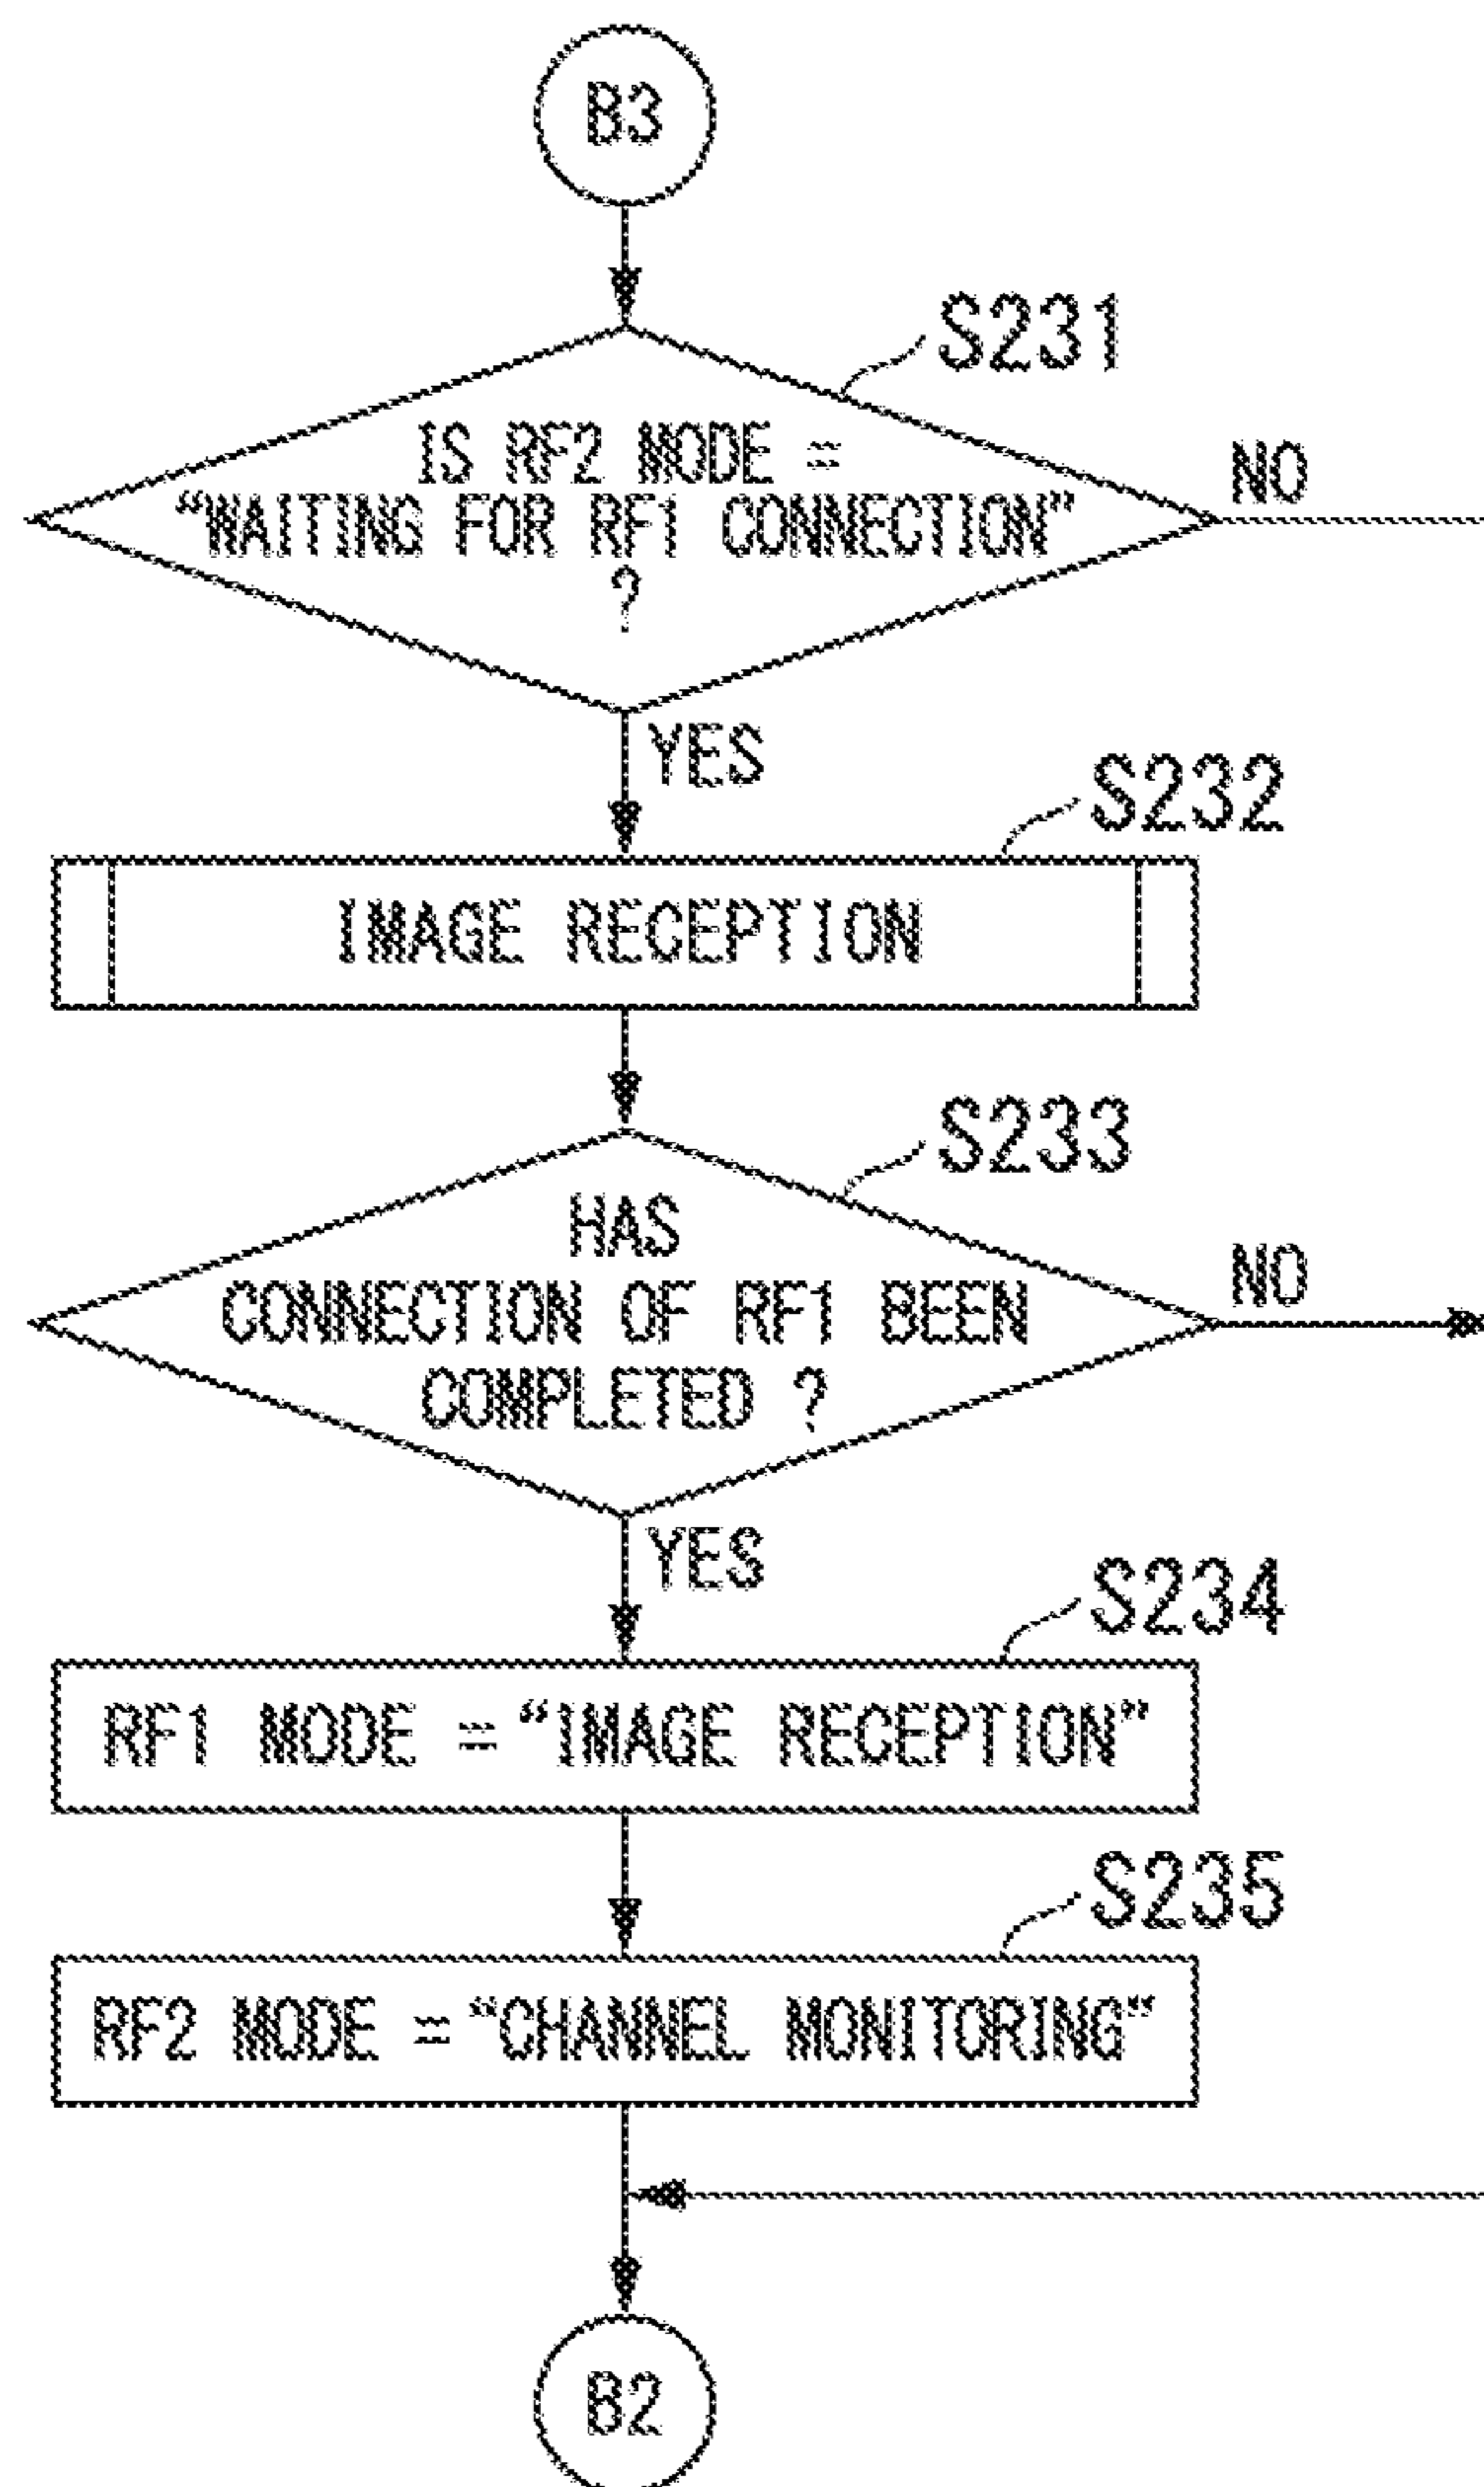 B3
S231
IS RF2 MODE =
“WAITING FOR RF1 CONNECTION”
?
NO
YES
S232
IMAGE RECEPTION
S233
HAS
CONNECTION OF RF1 BEEN
COMPLETED ?
NO
YES
S234
RF1 MODE = “IMAGE RECEPTION”
S235
RF2 MODE = “CHANNEL MONITORING”
B2